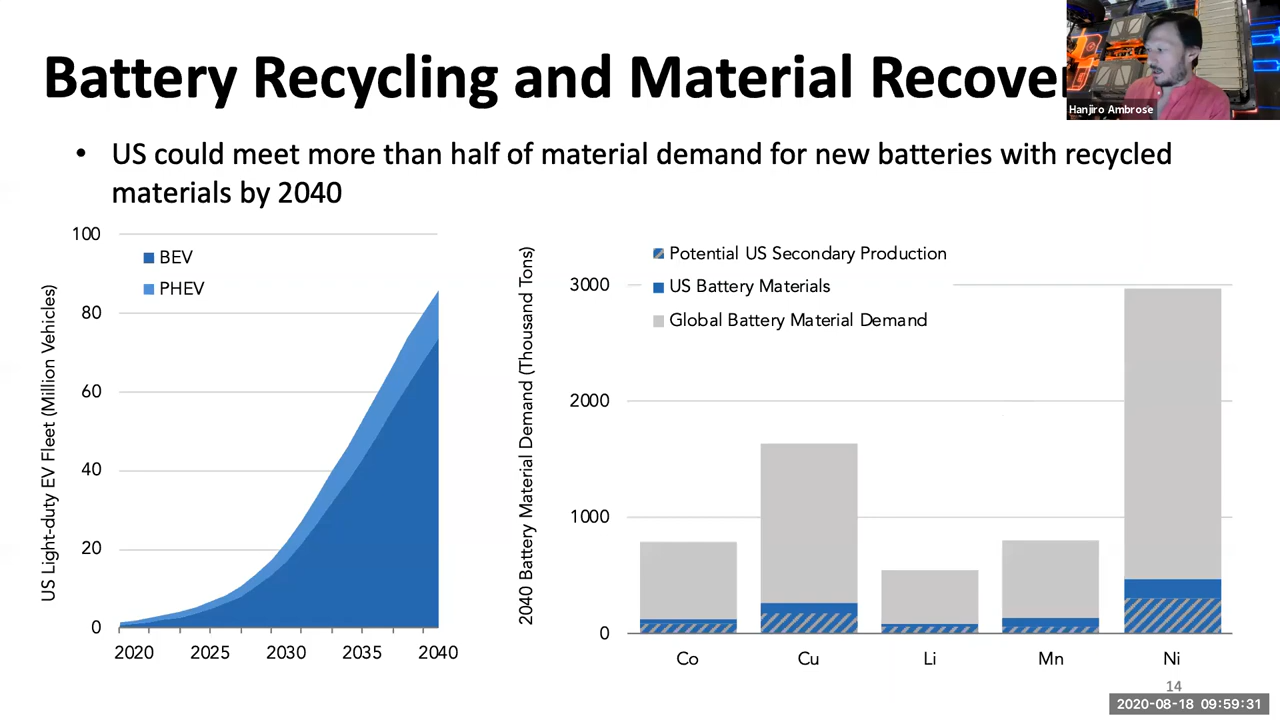 Battery Recycling and Material Recove
Hanjiro Ambrose
• US could meet more than half of material demand for new batteries with recycled
materials by 2040
US Light-duty EV Fleet (Million Vehicles)
100
80
60
40
20
0
BEV
PHEV
2020 2025 2030 2035 2040
2040 Battery Material Demand (Thousand Tons)
3000
2000
1000
0
Potential US Secondary Production
US Battery Materials
Global Battery Material Demand
Co Cu Li Mn Ni
14
2020-08-18 09:59:31